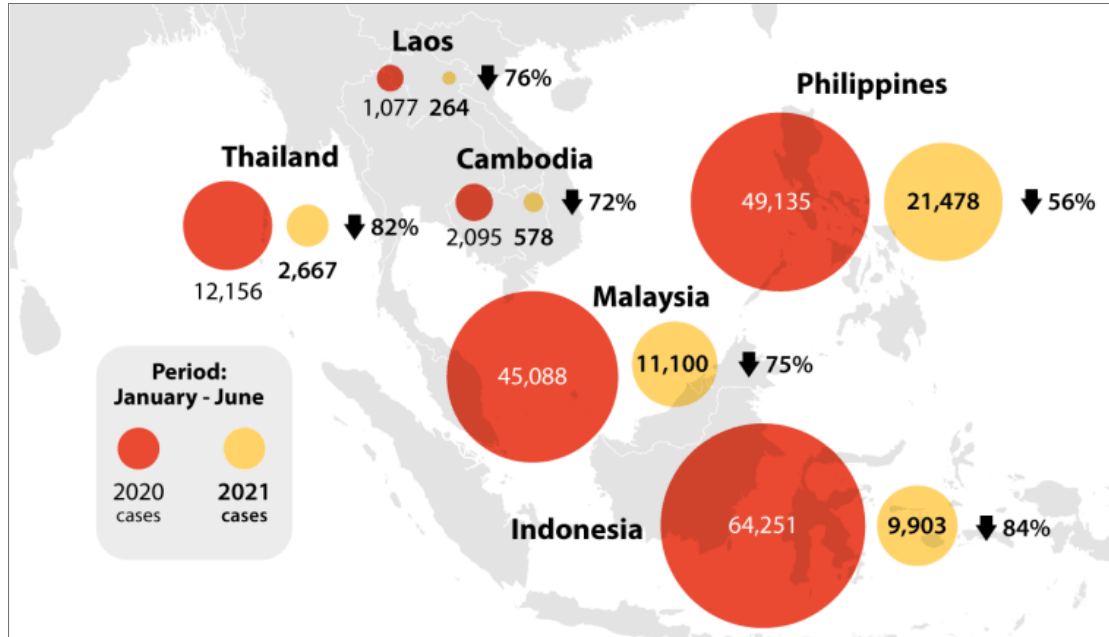 Laos
1,077
264
76%
Philippines
49,135
21,478
56%
Thailand
12,156
2,667
82%
Cambodia
2,095
578
72%
Malaysia
45,088
11,100
75%
Indonesia
64,251
9,903
84%
Period:
January - June
2020
cases
2021
cases